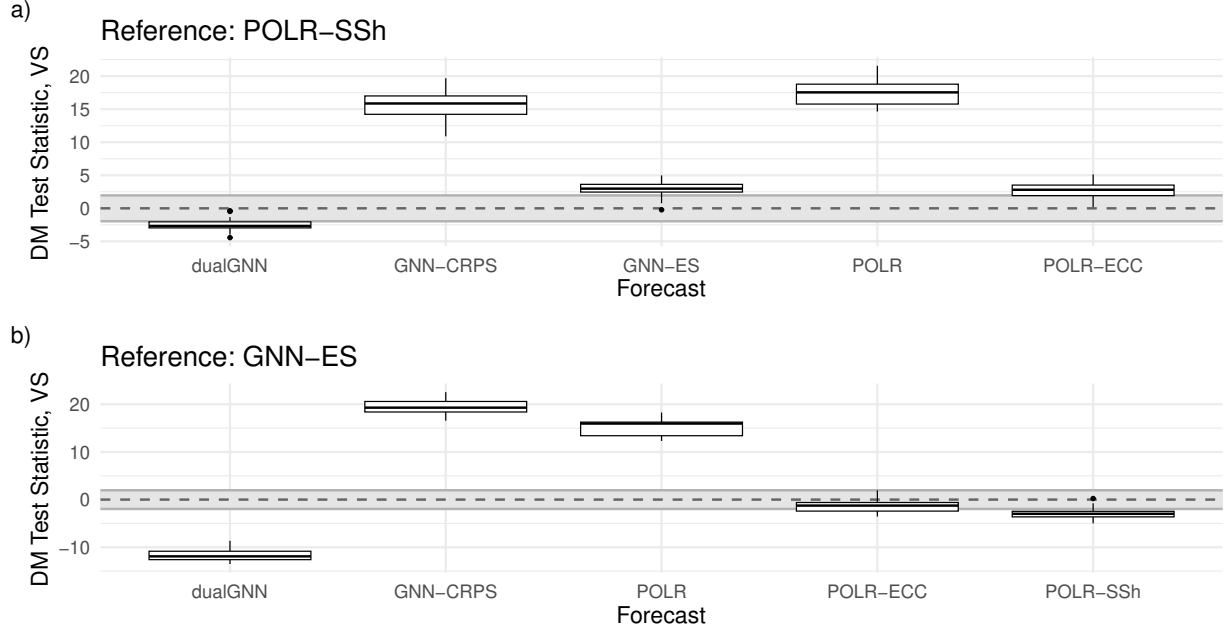 a)
Reference: POLR−SSh
DM Test Statistic, VS
20
15
10
5
0
−5
dualGNN GNN−CRPS GNN−ES POLR POLR−ECC
Forecast
b)
Reference: GNN−ES
DM Test Statistic, VS
20
10
0
−10
dualGNN GNN−CRPS POLR POLR−ECC POLR−SSh
Forecast